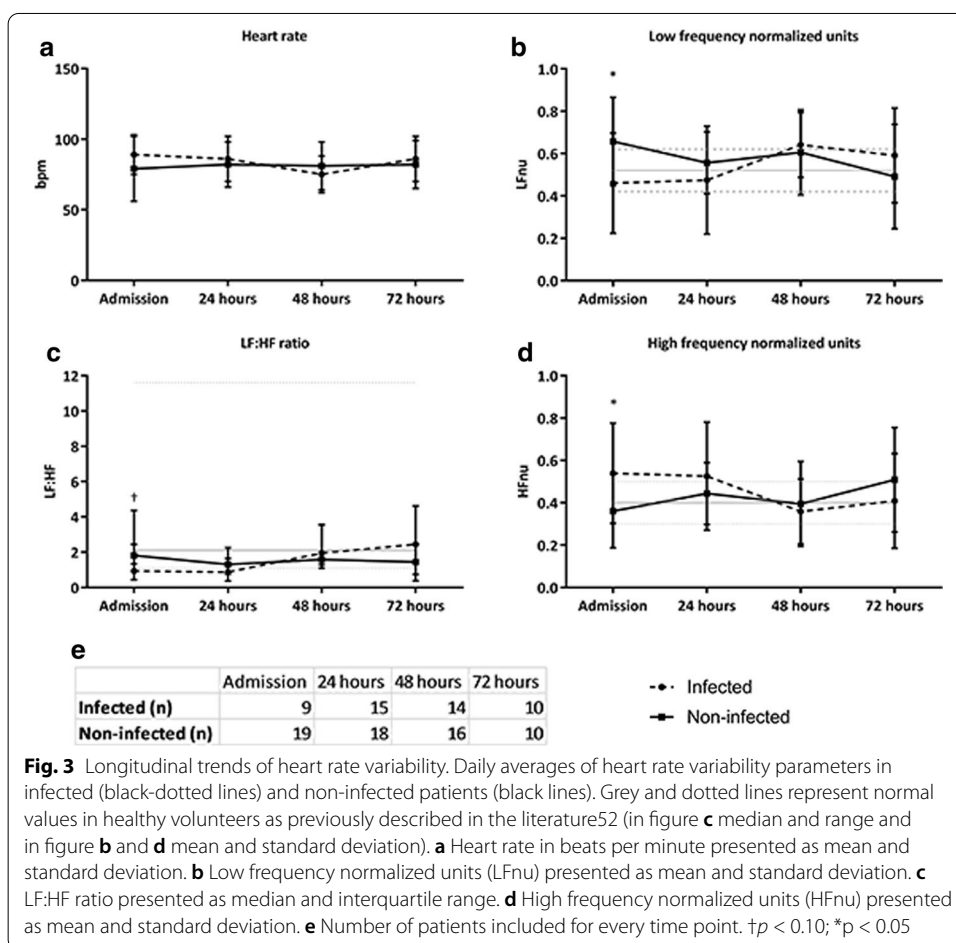 a
Heart rate
150
100
50
0
bpm
Admission 24 hours 48 hours 72 hours
b
Low frequency normalized units
1.0
0.8
0.6
0.4
0.2
0.0
LFnu
*
Admission 24 hours 48 hours 72 hours
c
LF:HF ratio
12
10
8
6
4
2
0
LF:HF
†
Admission 24 hours 48 hours 72 hours
d
High frequency normalized units
1.0
0.8
0.6
0.4
0.2
0.0
HFnu
*
Admission 24 hours 48 hours 72 hours
e
Admission 24 hours 48 hours 72 hours
Infected (n) 9 15 14 10
Non-infected (n) 19 18 16 10
Infected
Non-infected
Fig. 3 Longitudinal trends of heart rate variability. Daily averages of heart rate variability parameters in
infected (black-dotted lines) and non-infected patients (black lines). Grey and dotted lines represent normal
values in healthy volunteers as previously described in the literature52 (in figure c median and range and
in figure b and d mean and standard deviation). a Heart rate in beats per minute presented as mean and
standard deviation. b Low frequency normalized units (LFnu) presented as mean and standard deviation. c
LF:HF ratio presented as median and interquartile range. d High frequency normalized units (HFnu) presented
as mean and standard deviation. e Number of patients included for every time point. †p < 0.10; *p < 0.05